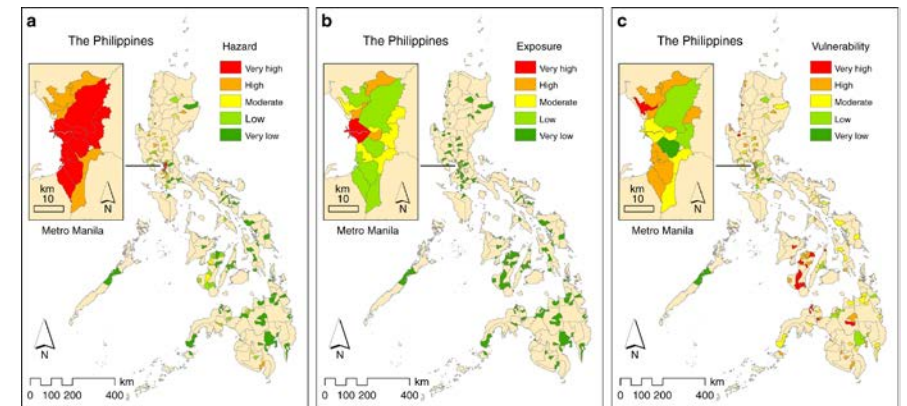 a
The Philippines
Hazard
Very high
High
Moderate
Low
Very low
km
10
N
Metro Manila
N
km
0 100 200 400
b
The Philippines
Exposure
Very high
High
Moderate
Low
Very low
km
10
N
Metro Manila
N
km
0 100 200 400
c
The Philippines
Vulnerability
Very high
High
Moderate
Low
Very low
km
10
N
Metro Manila
N
km
0 100 200 400